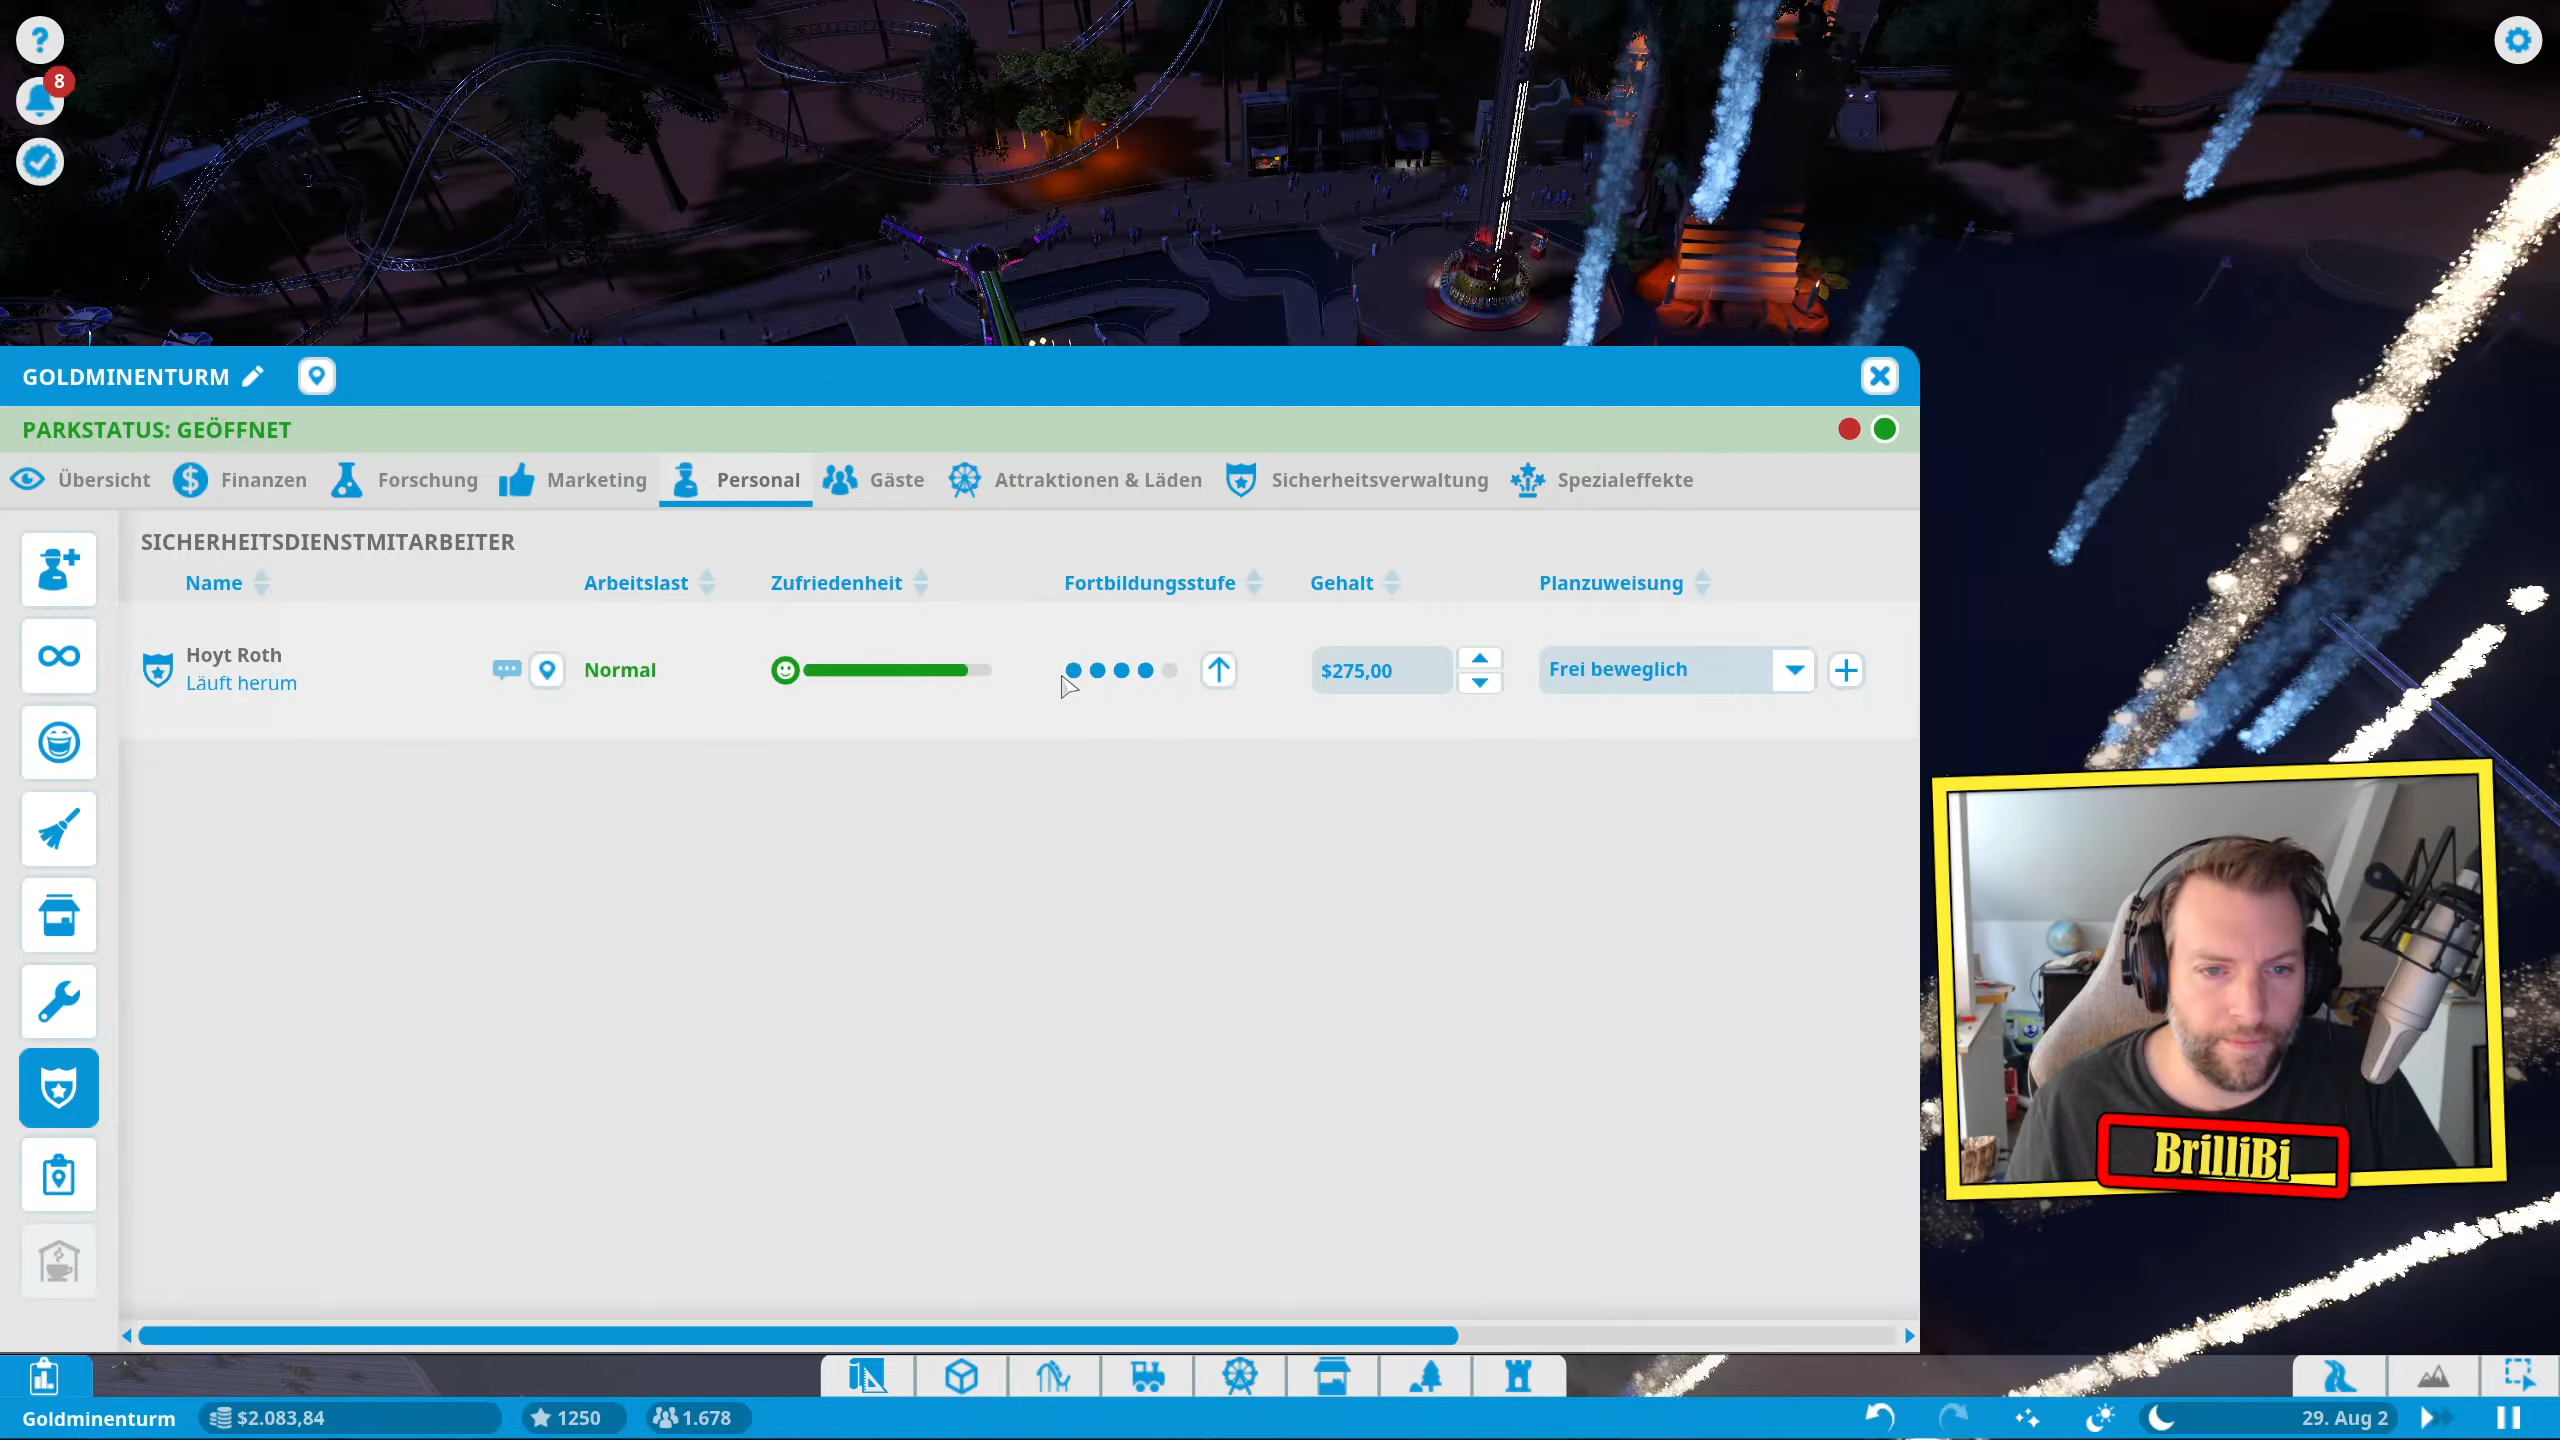 8
GOLDMINENTURM
PARKSTATUS: GEÖFFNET
Übersicht Finanzen Forschung Marketing Personal Gäste Attraktionen & Läden Sicherheitsverwaltung Spezialeffekte
SICHERHEITSDIENSTMITARBEITER
Name Arbeitslast Zufriedenheit Fortbildungsstufe Gehalt Planzuweisung
Hoyt Roth
Läuft herum
Normal
$275,00
Frei beweglich
BrilliBi
Goldminenturm $2.083,84 1250 1.678 29. Aug 2